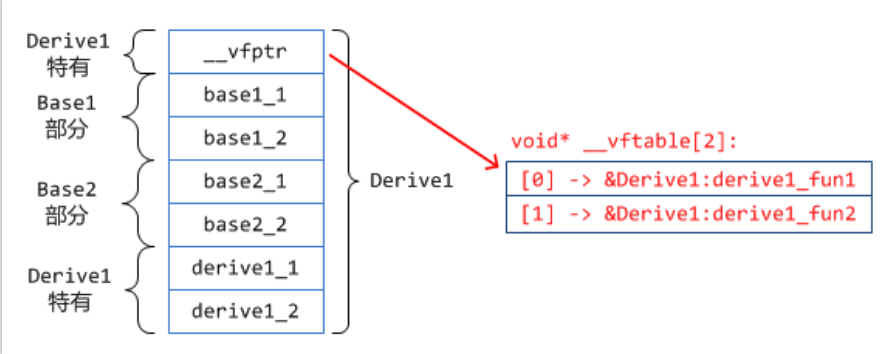 Derive1
特有
__vfptr
Base1
部分
base1_1
base1_2
Base2
部分
base2_1
base2_2
Derive1
特有
derive1_1
derive1_2
Derive1
void* __vftable[2]:
[0] -> &Derive1:derive1_fun1
[1] -> &Derive1:derive1_fun2